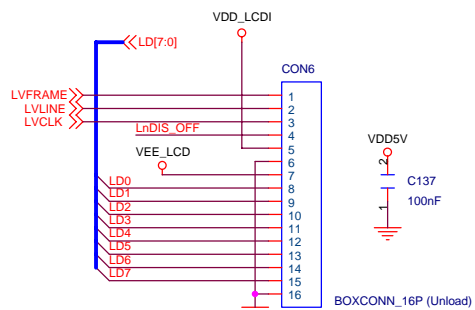 VDD_LCDI
LD[7:0]
CON6
LVFRAME
LVLINE
LVCLK
LnDIS_OFF
VEE_LCD
LD0
LD1
LD2
LD3
LD4
LD5
LD6
LD7
1
2
3
4
5
6
7
8
9
10
11
12
13
14
15
16
VDD5V
2
C137
100nF
1
BOXCONN_16P (Unload)